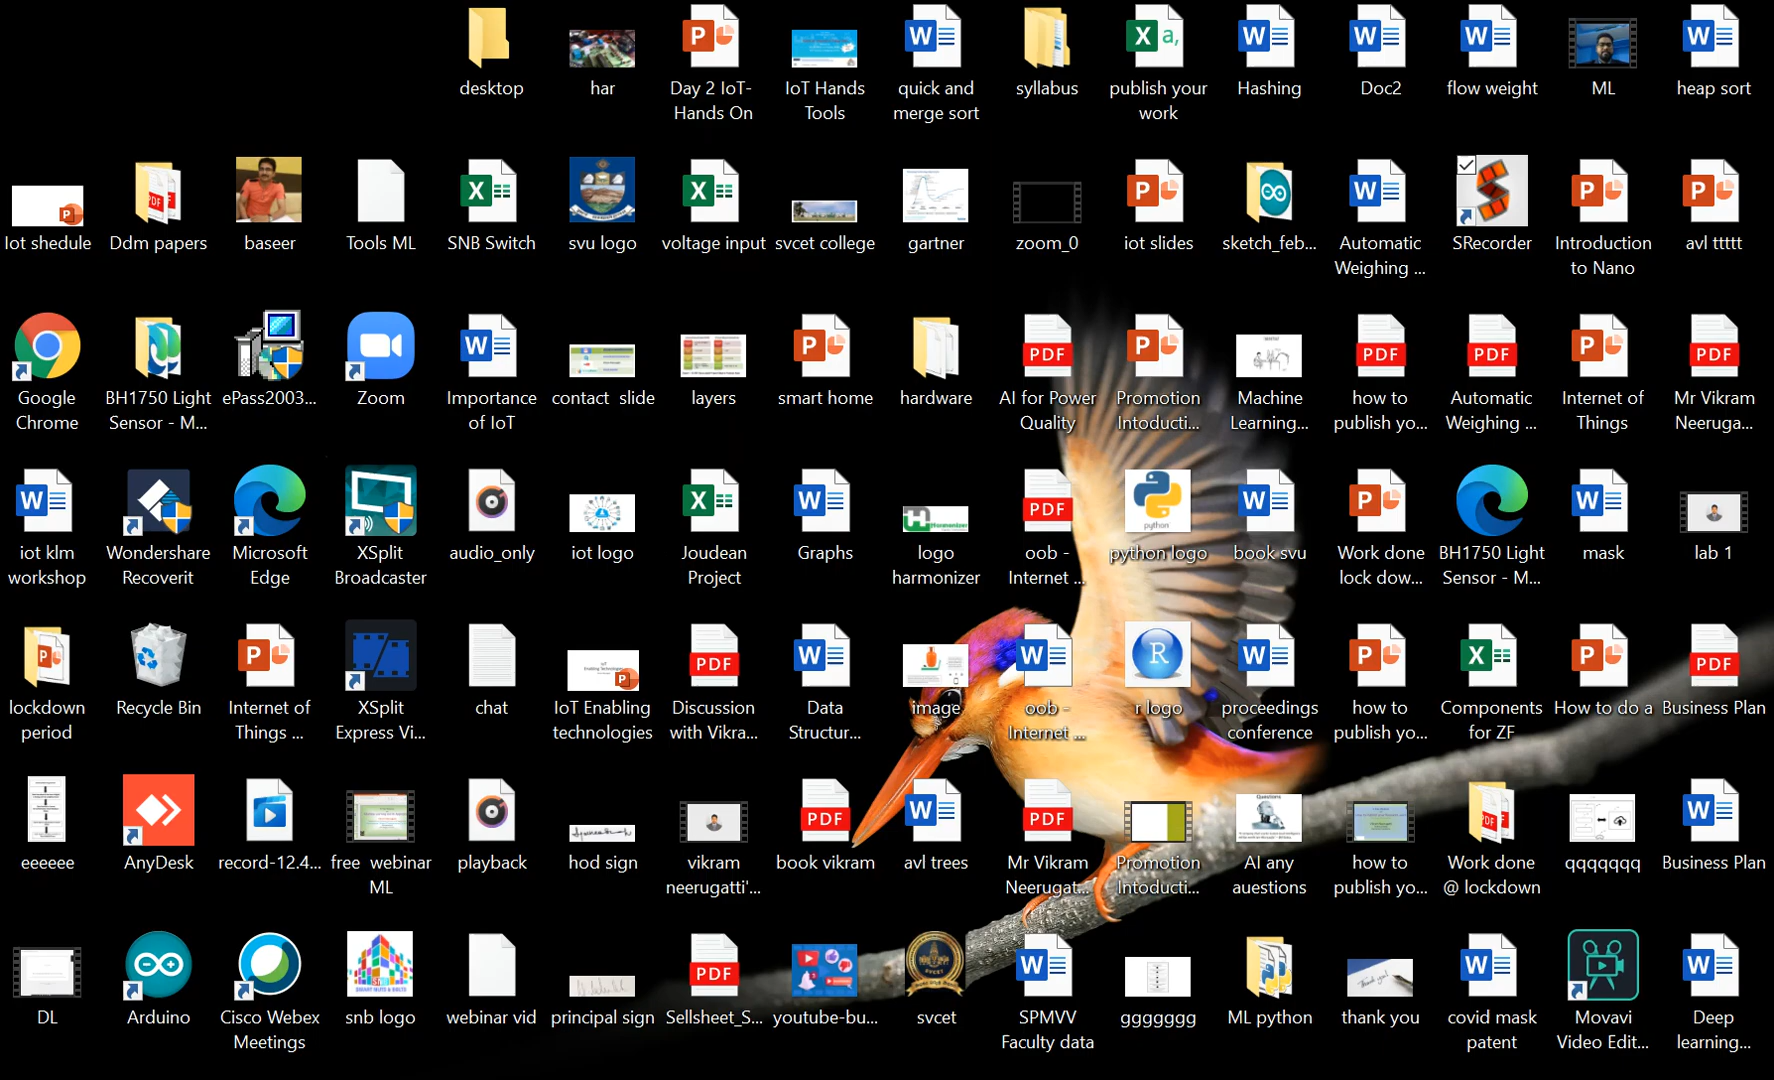 desktop
har
Day 2 IoT-
Hands On
IoT Hands
Tools
quick and
merge sort
syllabus
publish your
work
Hashing
Doc2
flow weight
ML
heap sort
Iot shedule
Ddm papers
baseer
Tools ML
SNB Switch
svu logo
voltage input
svcet college
gartner
zoom_0
iot slides
sketch_feb...
Automatic
Weighing ...
SRecorder
Introduction
to Nano
avl ttttt
Google
Chrome
BH1750 Light
Sensor - M...
ePass2003...
Zoom
Importance
of IoT
contact slide
layers
smart home
hardware
AI for Power
Quality
Promotion
Intoducti...
Machine
Learning...
how to
publish yo...
Automatic
Weighing ...
Internet of
Things
Mr Vikram
Neeruga...
iot klm
workshop
Wondershare
Recoverit
Microsoft
Edge
XSplit
Broadcaster
audio_only
iot logo
Joudean
Project
Graphs
logo
harmonizer
oob -
Internet ...
python logo
book svu
Work done
lock dow...
BH1750 Light
Sensor - M...
mask
lab 1
lockdown
period
Recycle Bin
Internet of
Things ...
XSplit
Express Vi...
chat
IoT Enabling
technologies
Discussion
with Vikra...
Data
Structur...
image
oob -
Internet ...
r logo
proceedings
conference
how to
publish yo...
Components
for ZF
How to do a
Business Plan
eeeeee
AnyDesk
record-12.4...
free webinar
ML
playback
hod sign
vikram
neerugatti'...
book vikram
avl trees
Mr Vikram
Neerugat...
Promotion
Intoducti...
AI any
auestions
how to
publish yo...
Work done
@ lockdown
qqqqqqq
Business Plan
DL
Arduino
Cisco Webex
Meetings
snb logo
webinar vid
principal sign
Sellsheet_S...
youtube-bu...
svcet
SPMVV
Faculty data
ggggggg
ML python
thank you
covid mask
patent
Movavi
Video Edit...
Deep
learning...